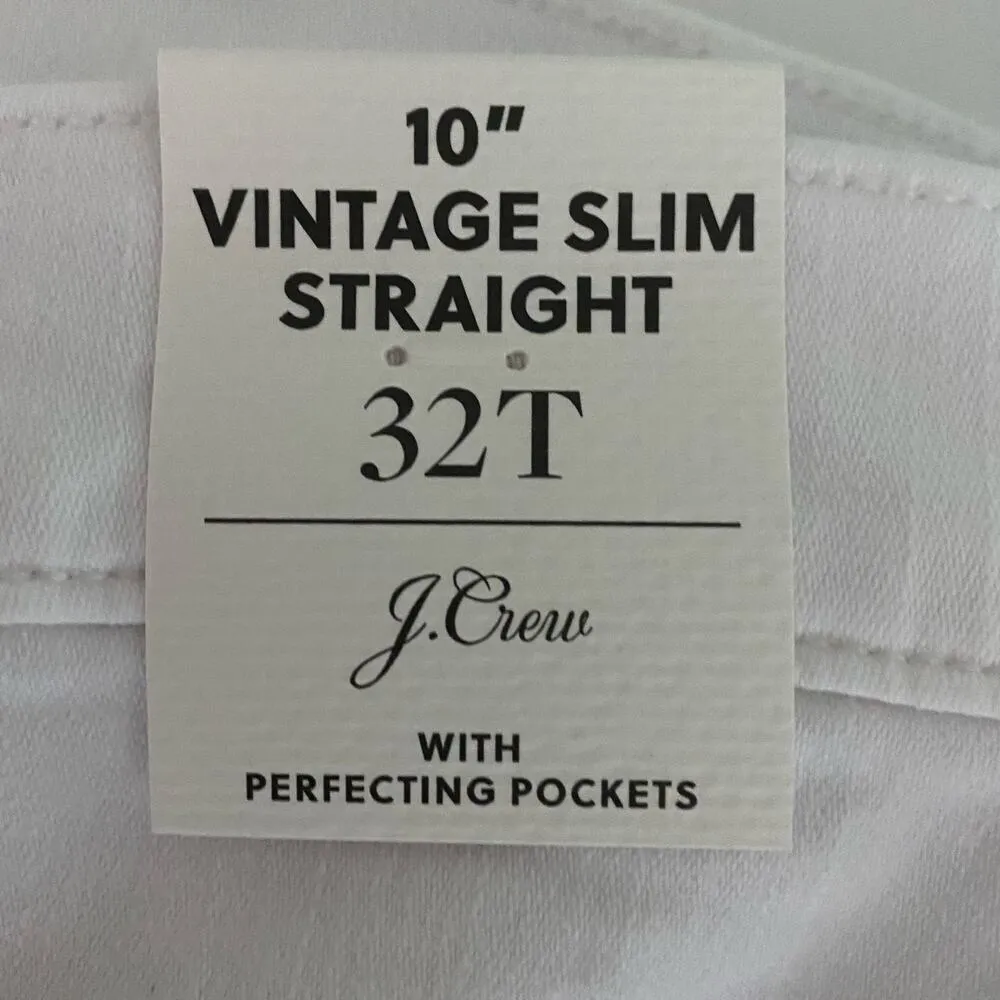 10"
VINTAGE SLIM
STRAIGHT
32T
J.Crew
WITH
PERFECTING POCKETS